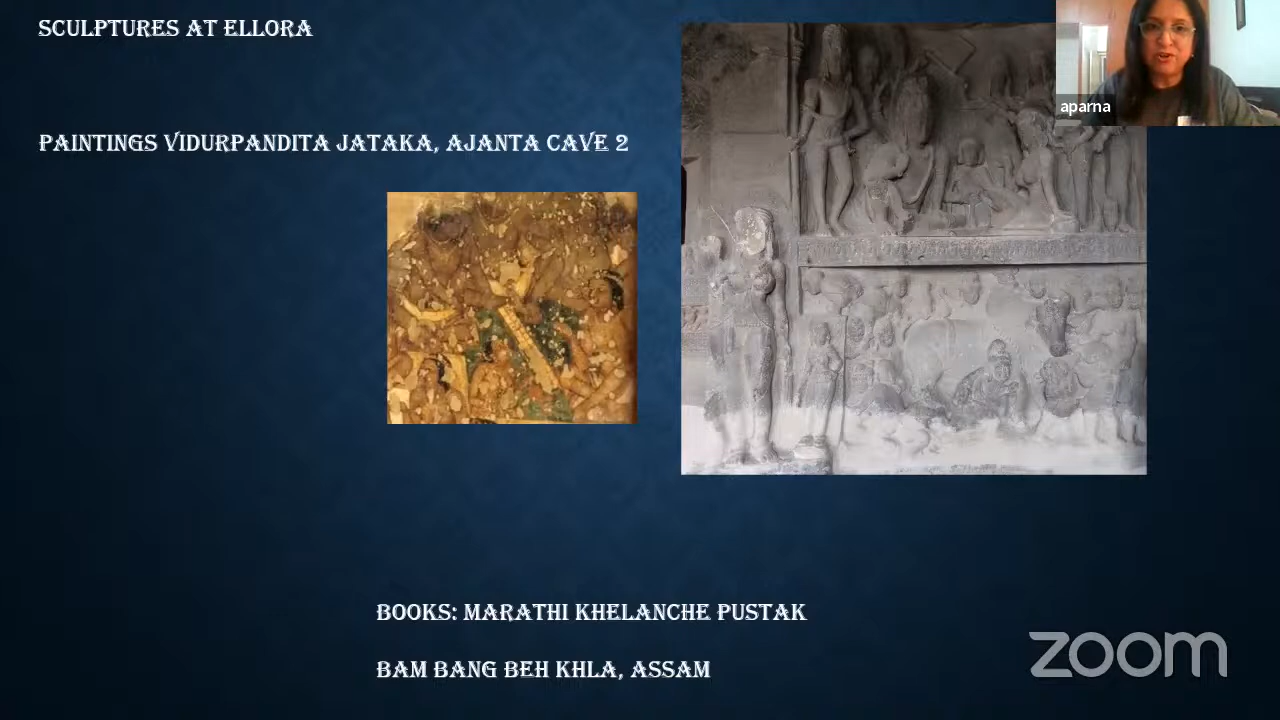 SCULPTURES AT ELLORA
aparna
PAINTINGS VIDURPANDITA JATAKA, AJANTA CAVE 2
BOOKS: MARATHI KHELANCHE PUSTAK
BAM BANG BEH KHLA, ASSAM
zoom